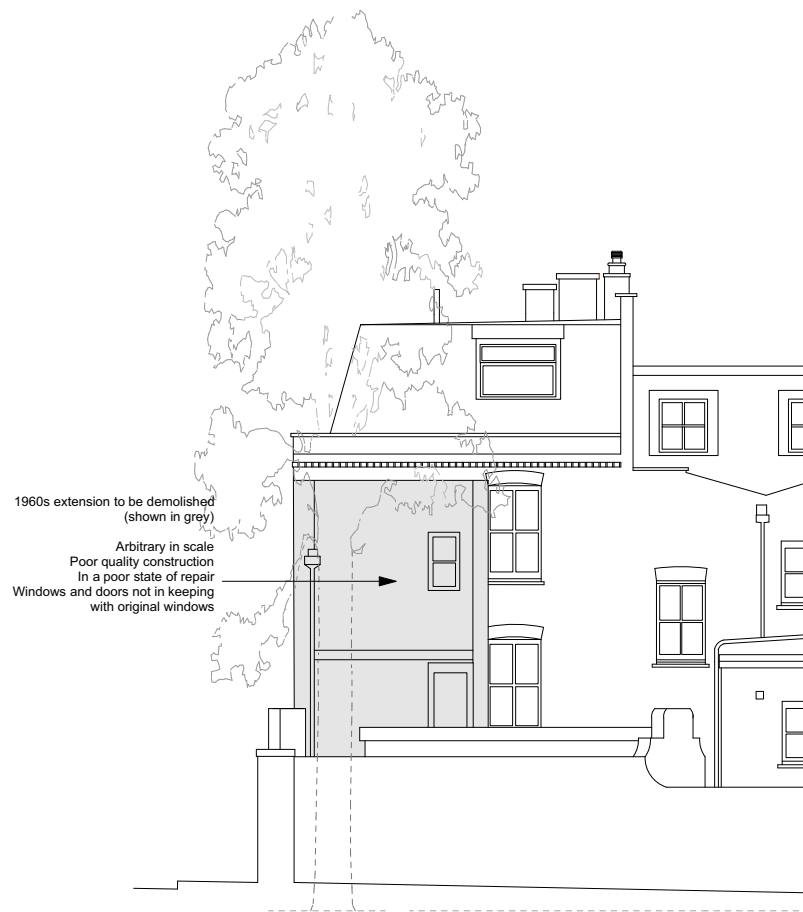 1960s extension to be demolished
(shown in grey)
Arbitrary in scale
Poor quality construction
In a poor state of repair
Windows and doors not in keeping
with original windows